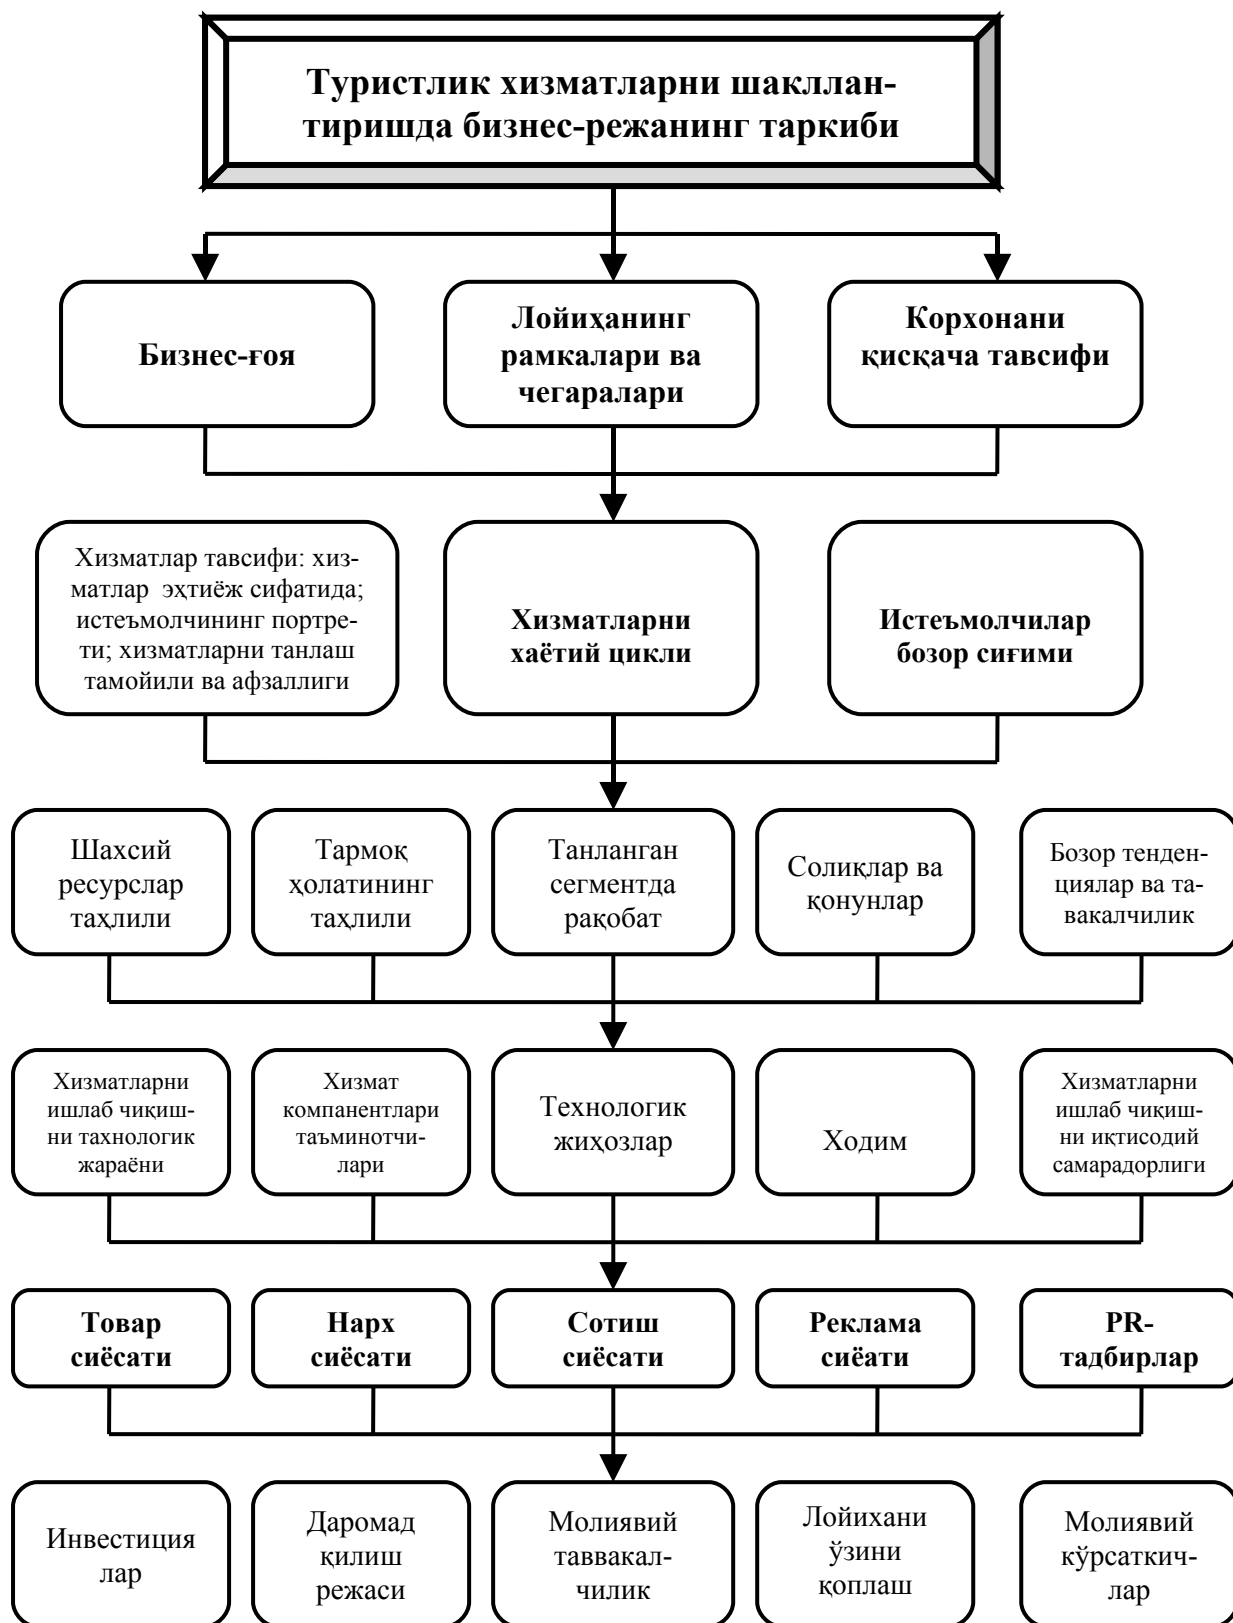 Туристлик хизматларни шакллан-
тиришда бизнес-режанинг таркиби
Бизнес-ғоя
Лойиҳанинг
рамкалари ва
чегаралари
Корхонани
қисқача тавсифи
Хизматлар тавсифи: хиз-
матлар эҳтиёж сифатида;
истеъмолчининг портре-
ти; хизматларни танлаш
тамойили ва афзаллиги
Хизматларни
хаётий цикли
Истеъмолчилар
бозор сиғими
Шахсий
ресурслар
таҳлили
Тармоқ
ҳолатининг
таҳлили
Танланган
сегментда
рақобат
Солиқлар ва
қонунлар
Бозор тенден-
циялар ва та-
вакалчилик
Хизматларни
ишлаб чиқиш-
ни тахнологик
жараёни
Хизмат
компанентлари
таъминотчи-
лари
Технологик
жиҳозлар
Ходим
Хизматларни
ишлаб чиқиш-
ни иқтисодий
самарадорлиги
Товар
сиёсати
Нарх
сиёсати
Сотиш
сиёсати
Реклама
сиёати
PR-
тадбирлар
Инвестиция
лар
Даромад
қилиш
режаси
Молиявий
таввакал-
чилик
Лойихани
ўзини
қоплаш
Молиявий
кўрсаткич-
лар